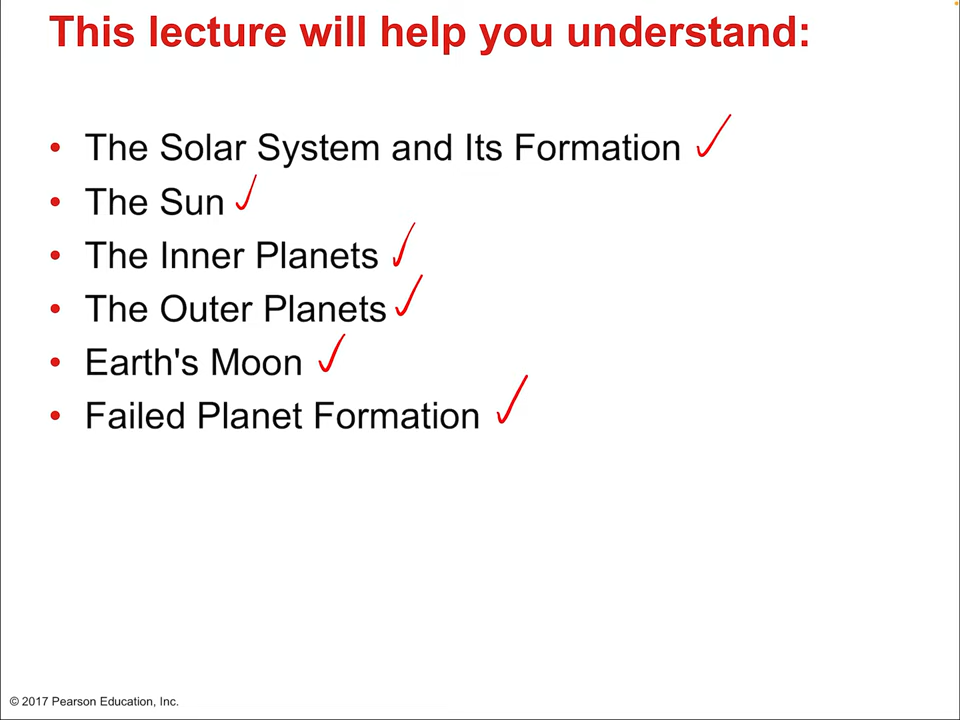 This lecture will help you understand:
• The Solar System and Its Formation
• The Sun
• The Inner Planets
• The Outer Planets
• Earth's Moon
• Failed Planet Formation
© 2017 Pearson Education, Inc.